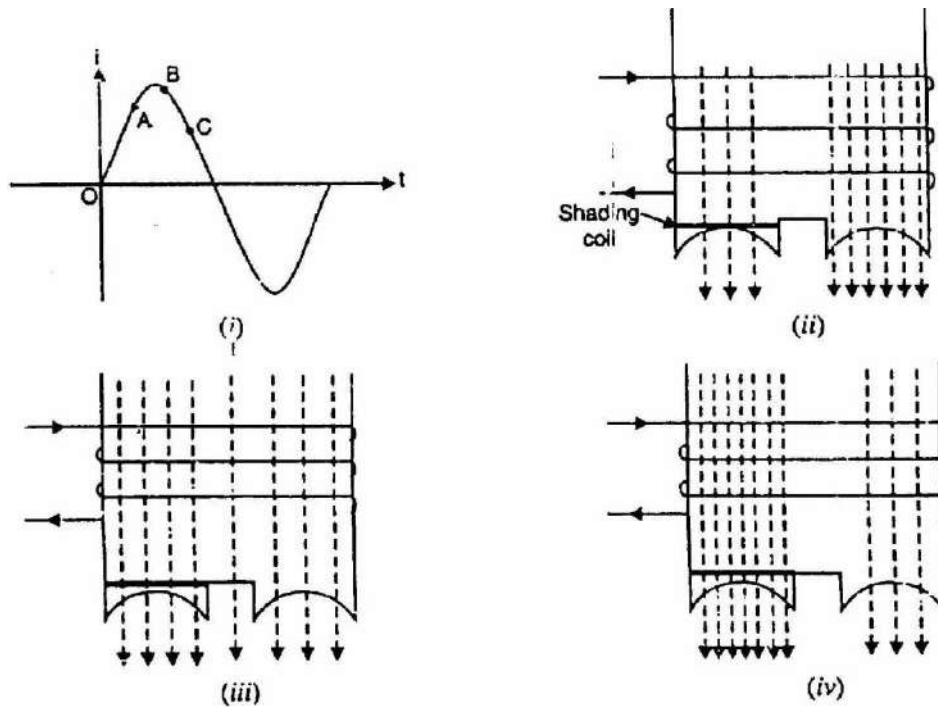 i
B
A
C
O
t
(i)
Shading
coil
(ii)
(iii)
(iv)